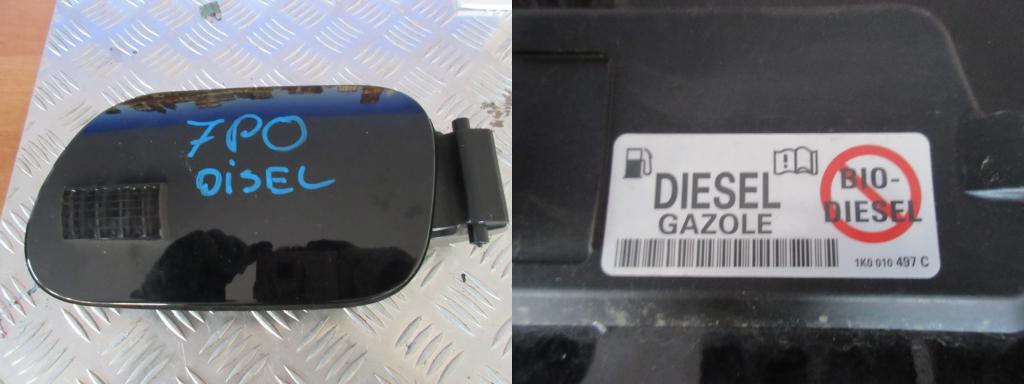 7PO
DISEL
DIESEL
GAZOLE
BIO-
DIESEL
1K0 010 497 C